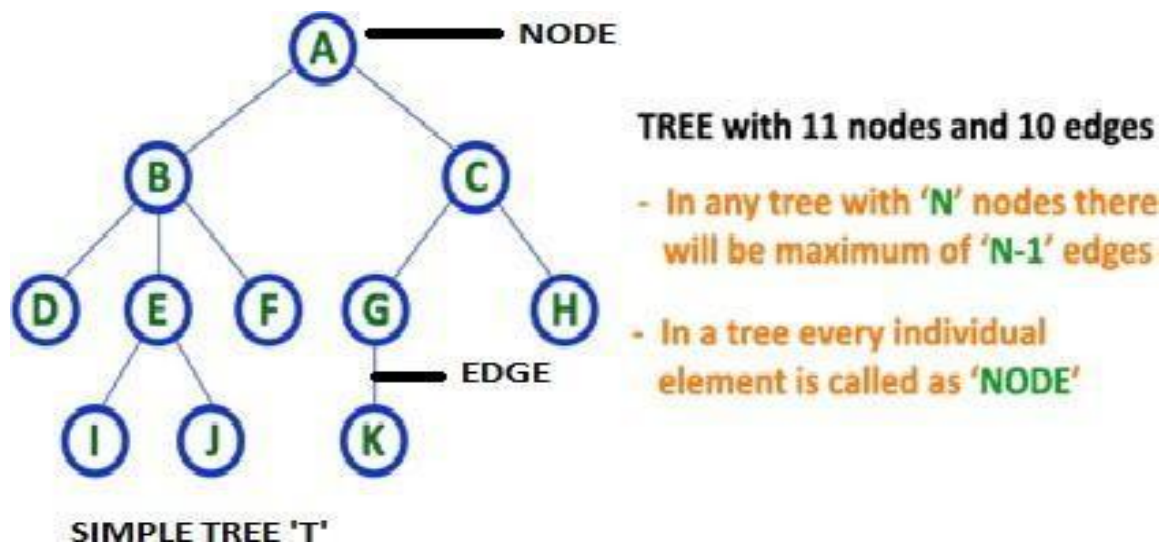 A
NODE
B
C
D
E
F
G
H
EDGE
I
J
K
SIMPLE TREE 'T'
TREE with 11 nodes and 10 edges
- In any tree with ‘N’ nodes there
will be maximum of ‘N-1’ edges
- In a tree every individual
element is called as ‘NODE’